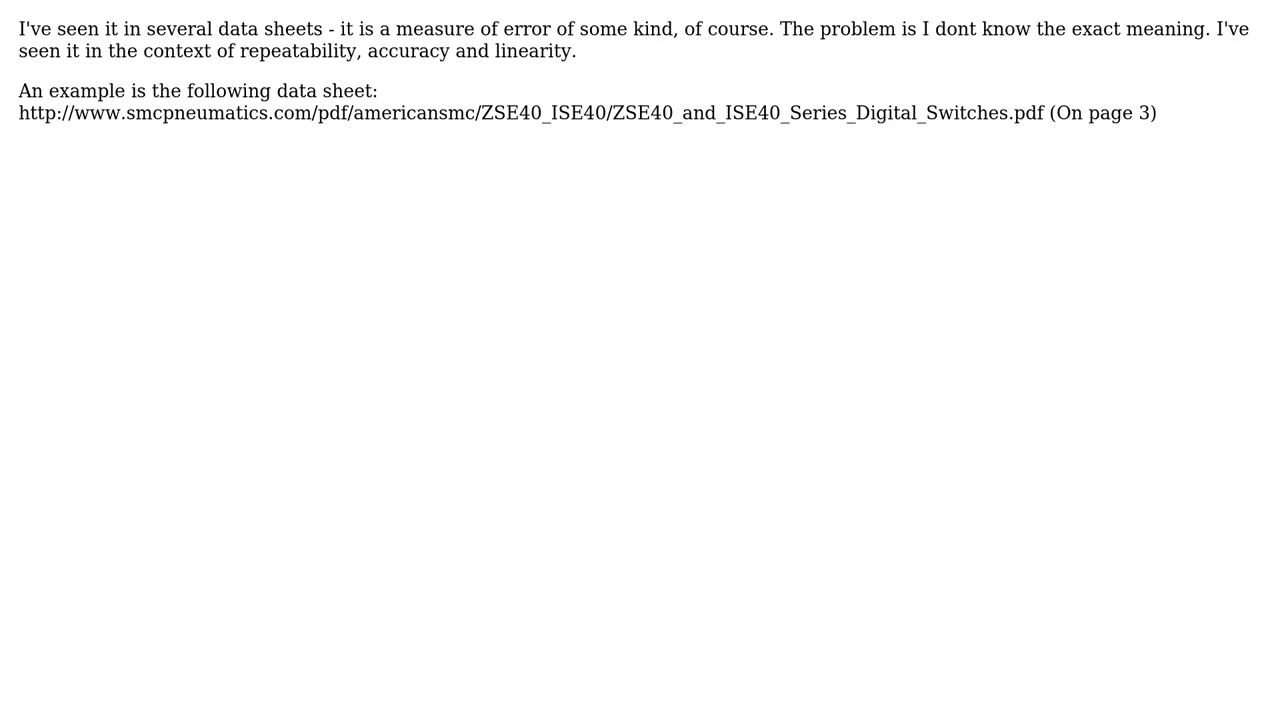 I've seen it in several data sheets - it is a measure of error of some kind, of course. The problem is I dont know the exact meaning. I've
seen it in the context of repeatability, accuracy and linearity.
An example is the following data sheet:
http://www.smcpneumatics.com/pdf/americansmc/ZSE40_ISE40/ZSE40_and_ISE40_Series_Digital_Switches.pdf (On page 3)